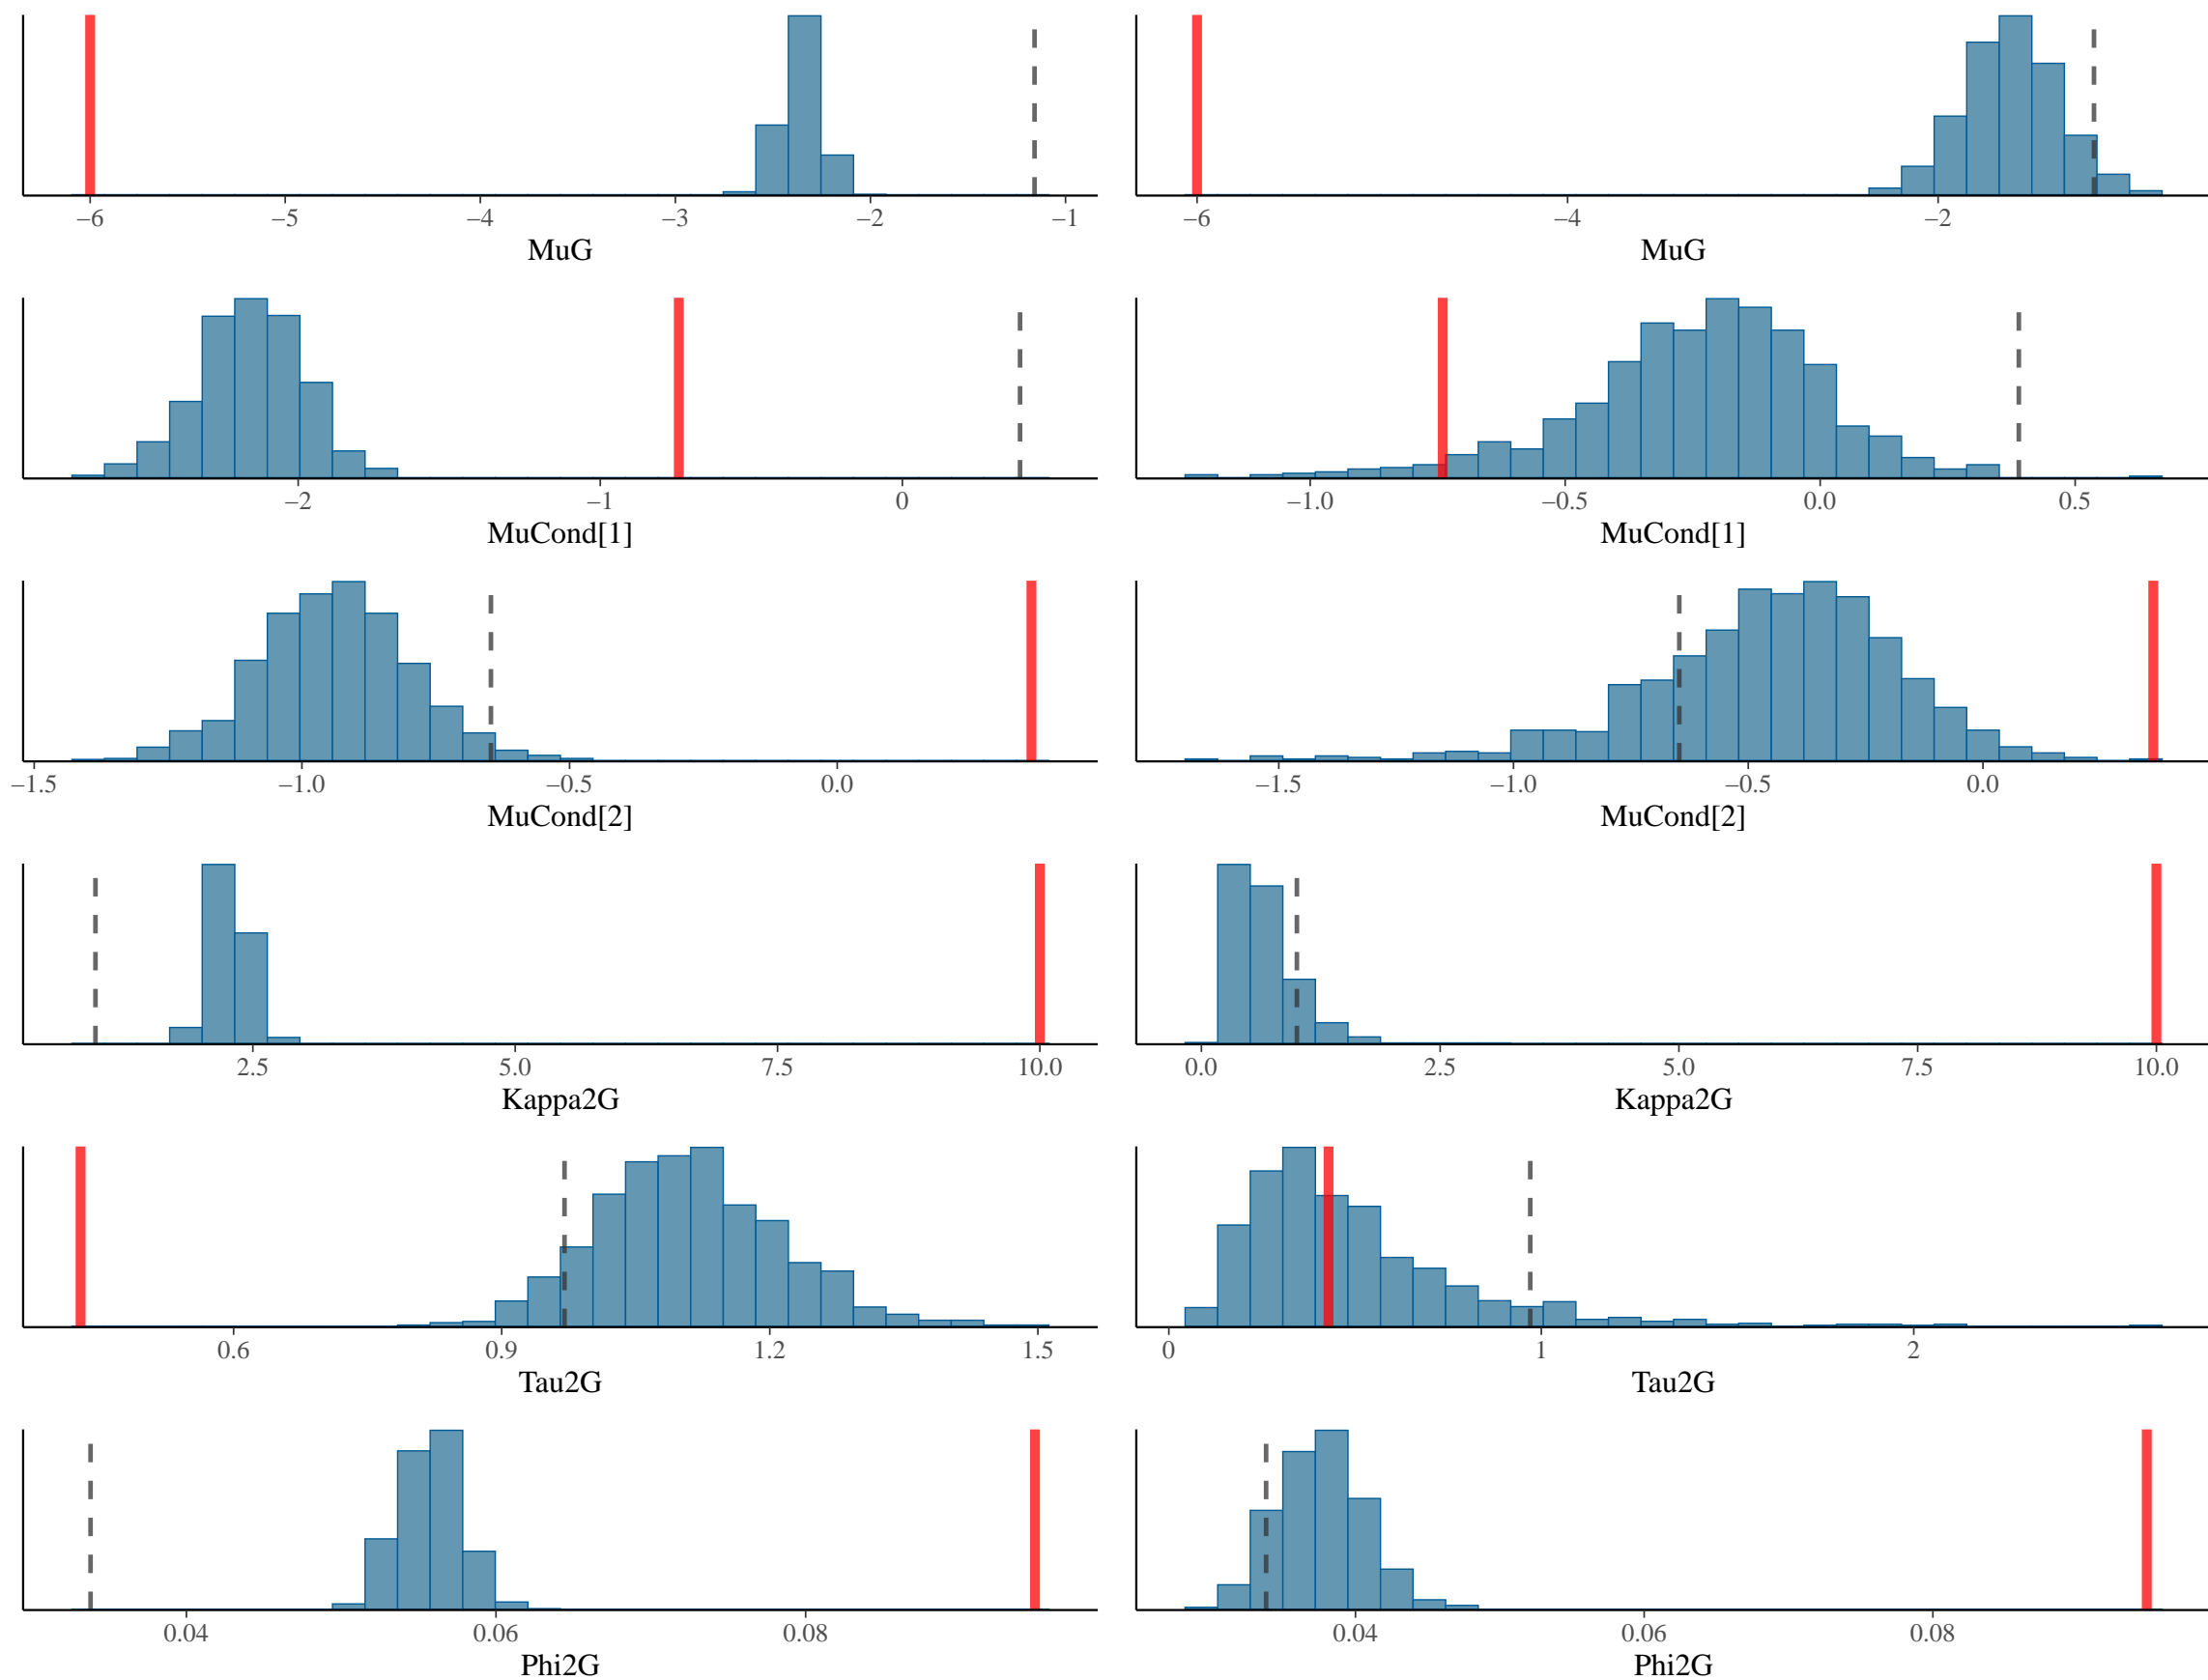 −6 −5 −4 −3 −2 −1
MuG
−6 −4 −2
MuG
−2 −1 0
MuCond[1]
−1.0 −0.5 0.0 0.5
MuCond[1]
−1.5 −1.0 −0.5 0.0
MuCond[2]
−1.5 −1.0 −0.5 0.0
MuCond[2]
2.5 5.0 7.5 10.0
Kappa2G
0.0 2.5 5.0 7.5 10.0
Kappa2G
0.6 0.9 1.2 1.5
Tau2G
0 1 2
Tau2G
0.04 0.06 0.08
Phi2G
0.04 0.06 0.08
Phi2G